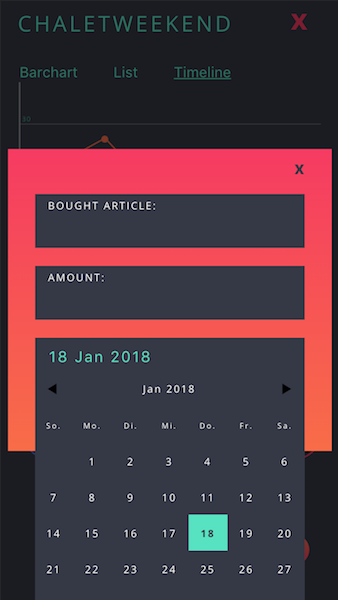 CHALETWEEKEND X
Barchart List Timeline
30
X
BOUGHT ARTICLE:
AMOUNT:
18 Jan 2018
Jan 2018
So. Mo. Di. Mi. Do. Fr. Sa.
1 2 3 4 5 6
7 8 9 10 11 12 13
14 15 16 17 18 19 20
21 22 23 24 25 26 27